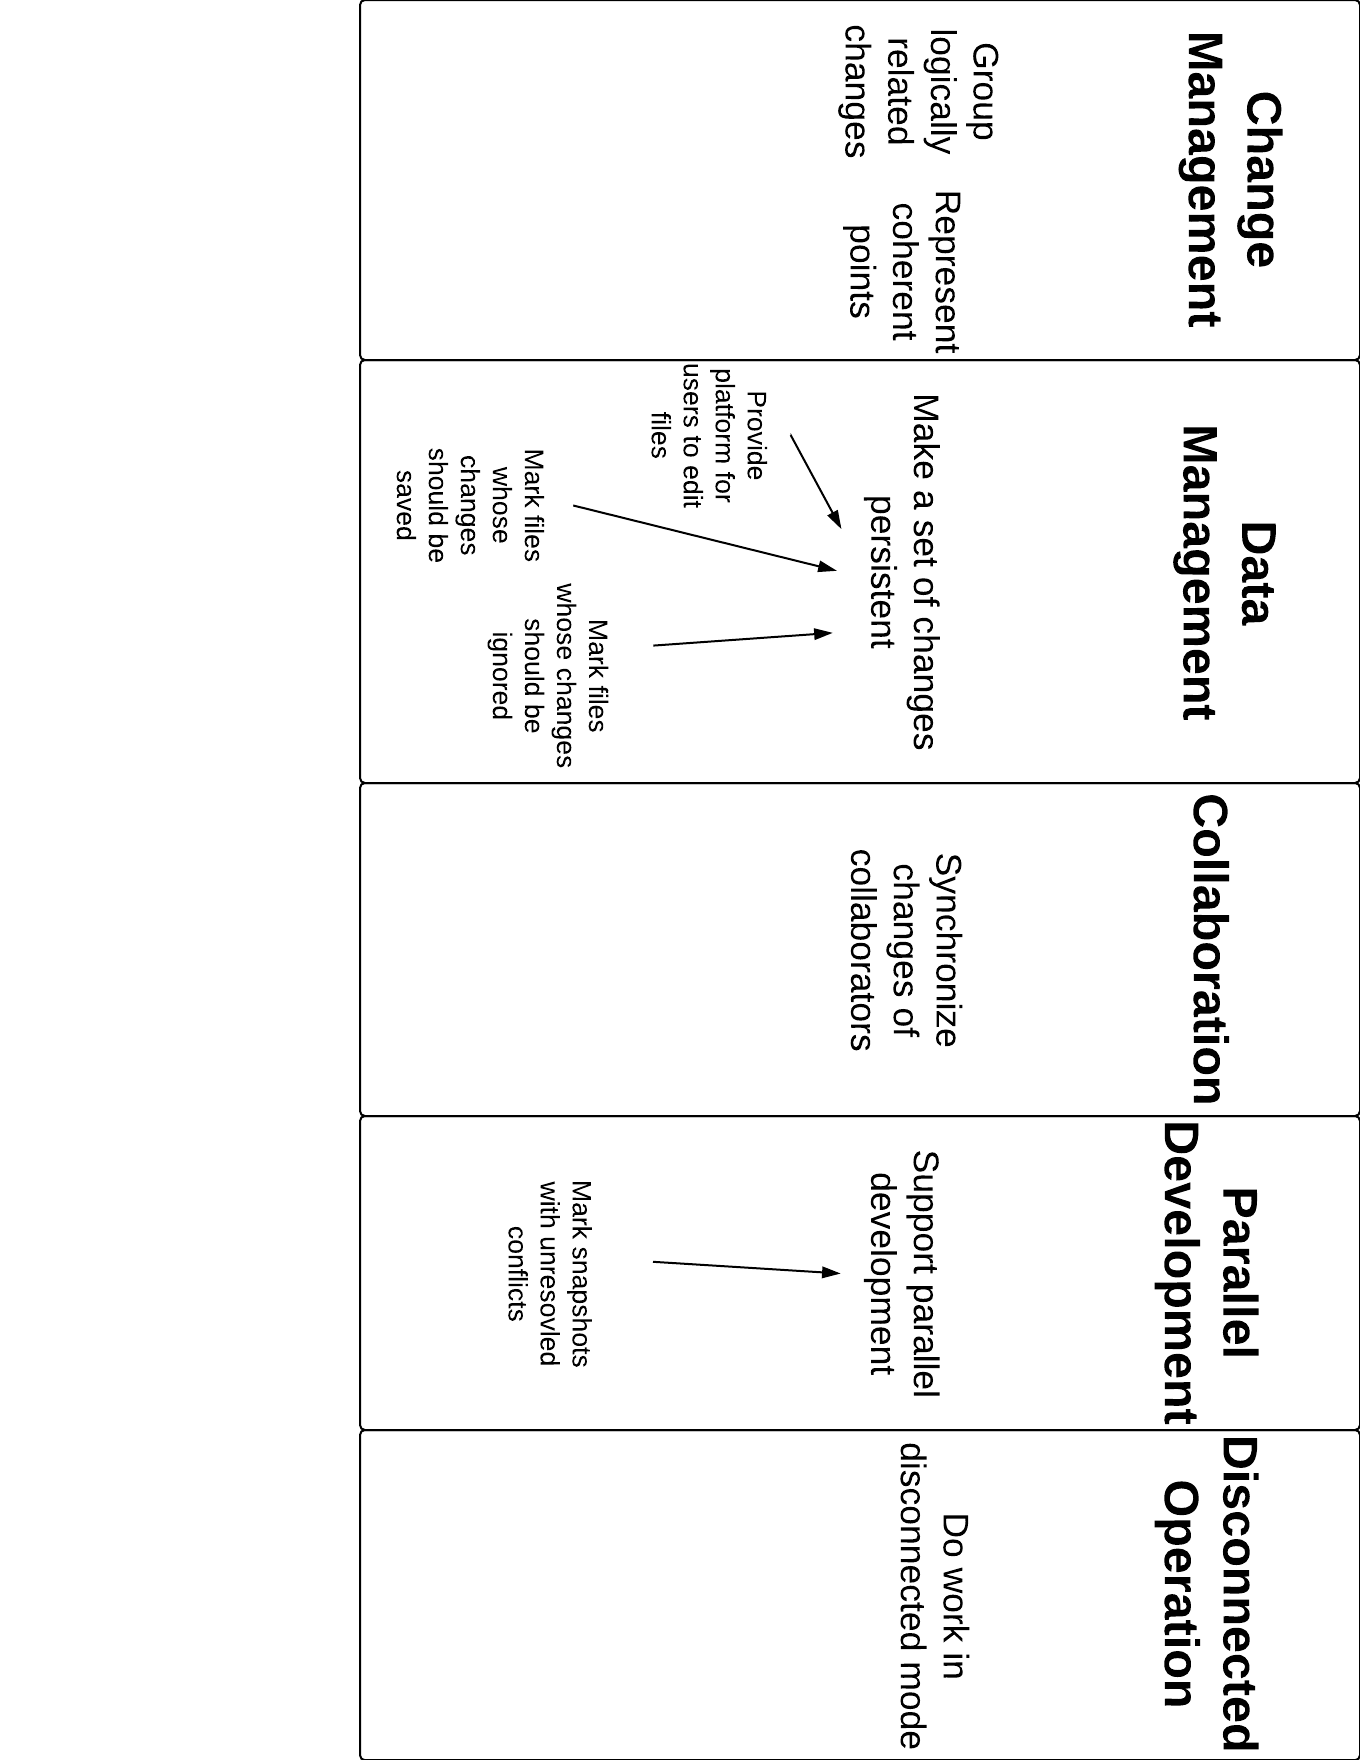 Change
Management
Group
logically
related
changes
Represent
coherent
points
Data
Management
Make a set of changes
persistent
Provide
platform for
users to edit
files
Mark files
whose
changes
should be
saved
Mark files
whose changes
should be
ignored
Collaboration
Synchronize
changes of
collaborators
Parallel
Development
Support parallel
development
Mark snapshots
with unresovled
conflicts
Disconnected
Operation
Do work in
disconnected mode